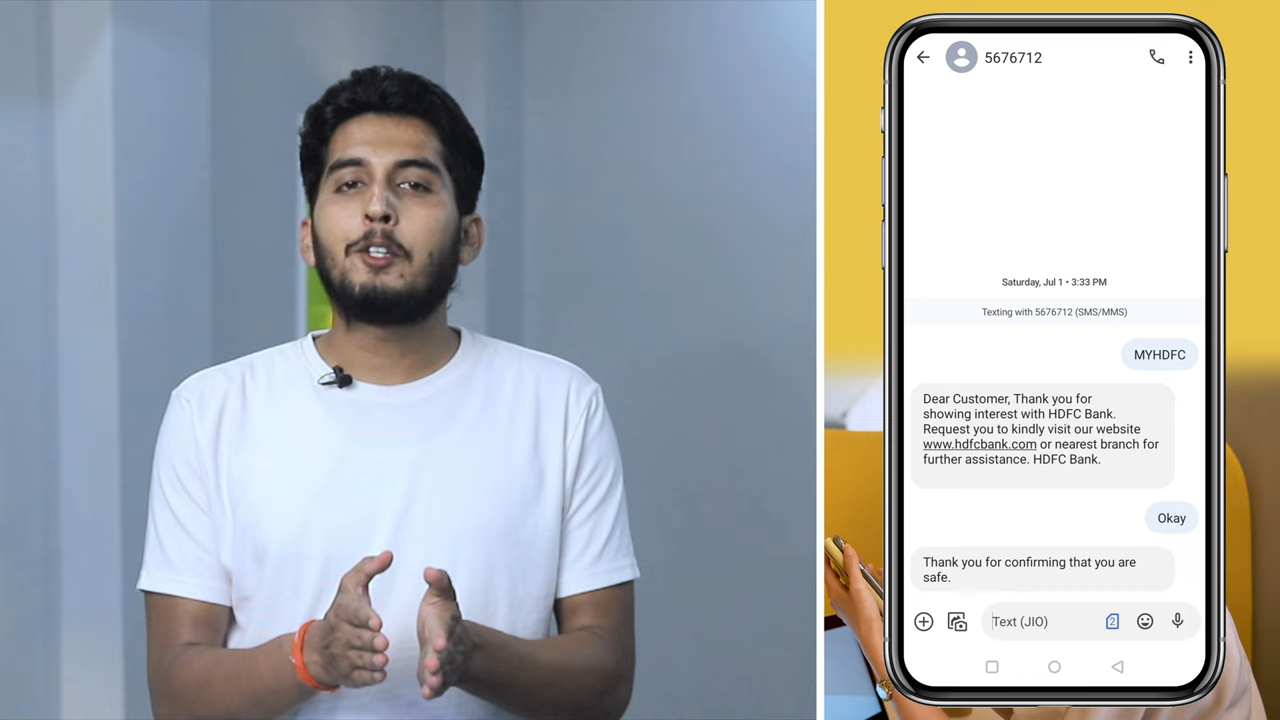 5676712
Saturday, Jul 1 • 3:33 PM
Texting with 5676712 (SMS/MMS)
MYHDFC
Dear Customer, Thank you for
showing interest with HDFC Bank.
Request you to kindly visit our website
www.hdfcbank.com or nearest branch for
further assistance. HDFC Bank.
Okay
Thank you for confirming that you are
safe.
Text (JIO)
2